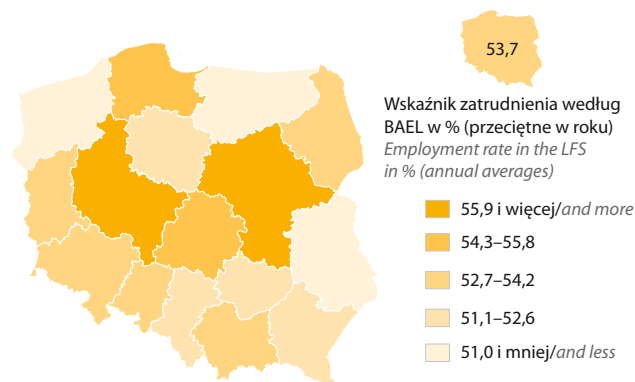 53,7
Wskaźnik zatrudnienia według
BAEL w % (przeciętne w roku)
Employment rate in the LFS
in % (annual averages)
55,9 i więcej/and more
54,3–55,8
52,7–54,2
51,1–52,6
51,0 i mniej/and less